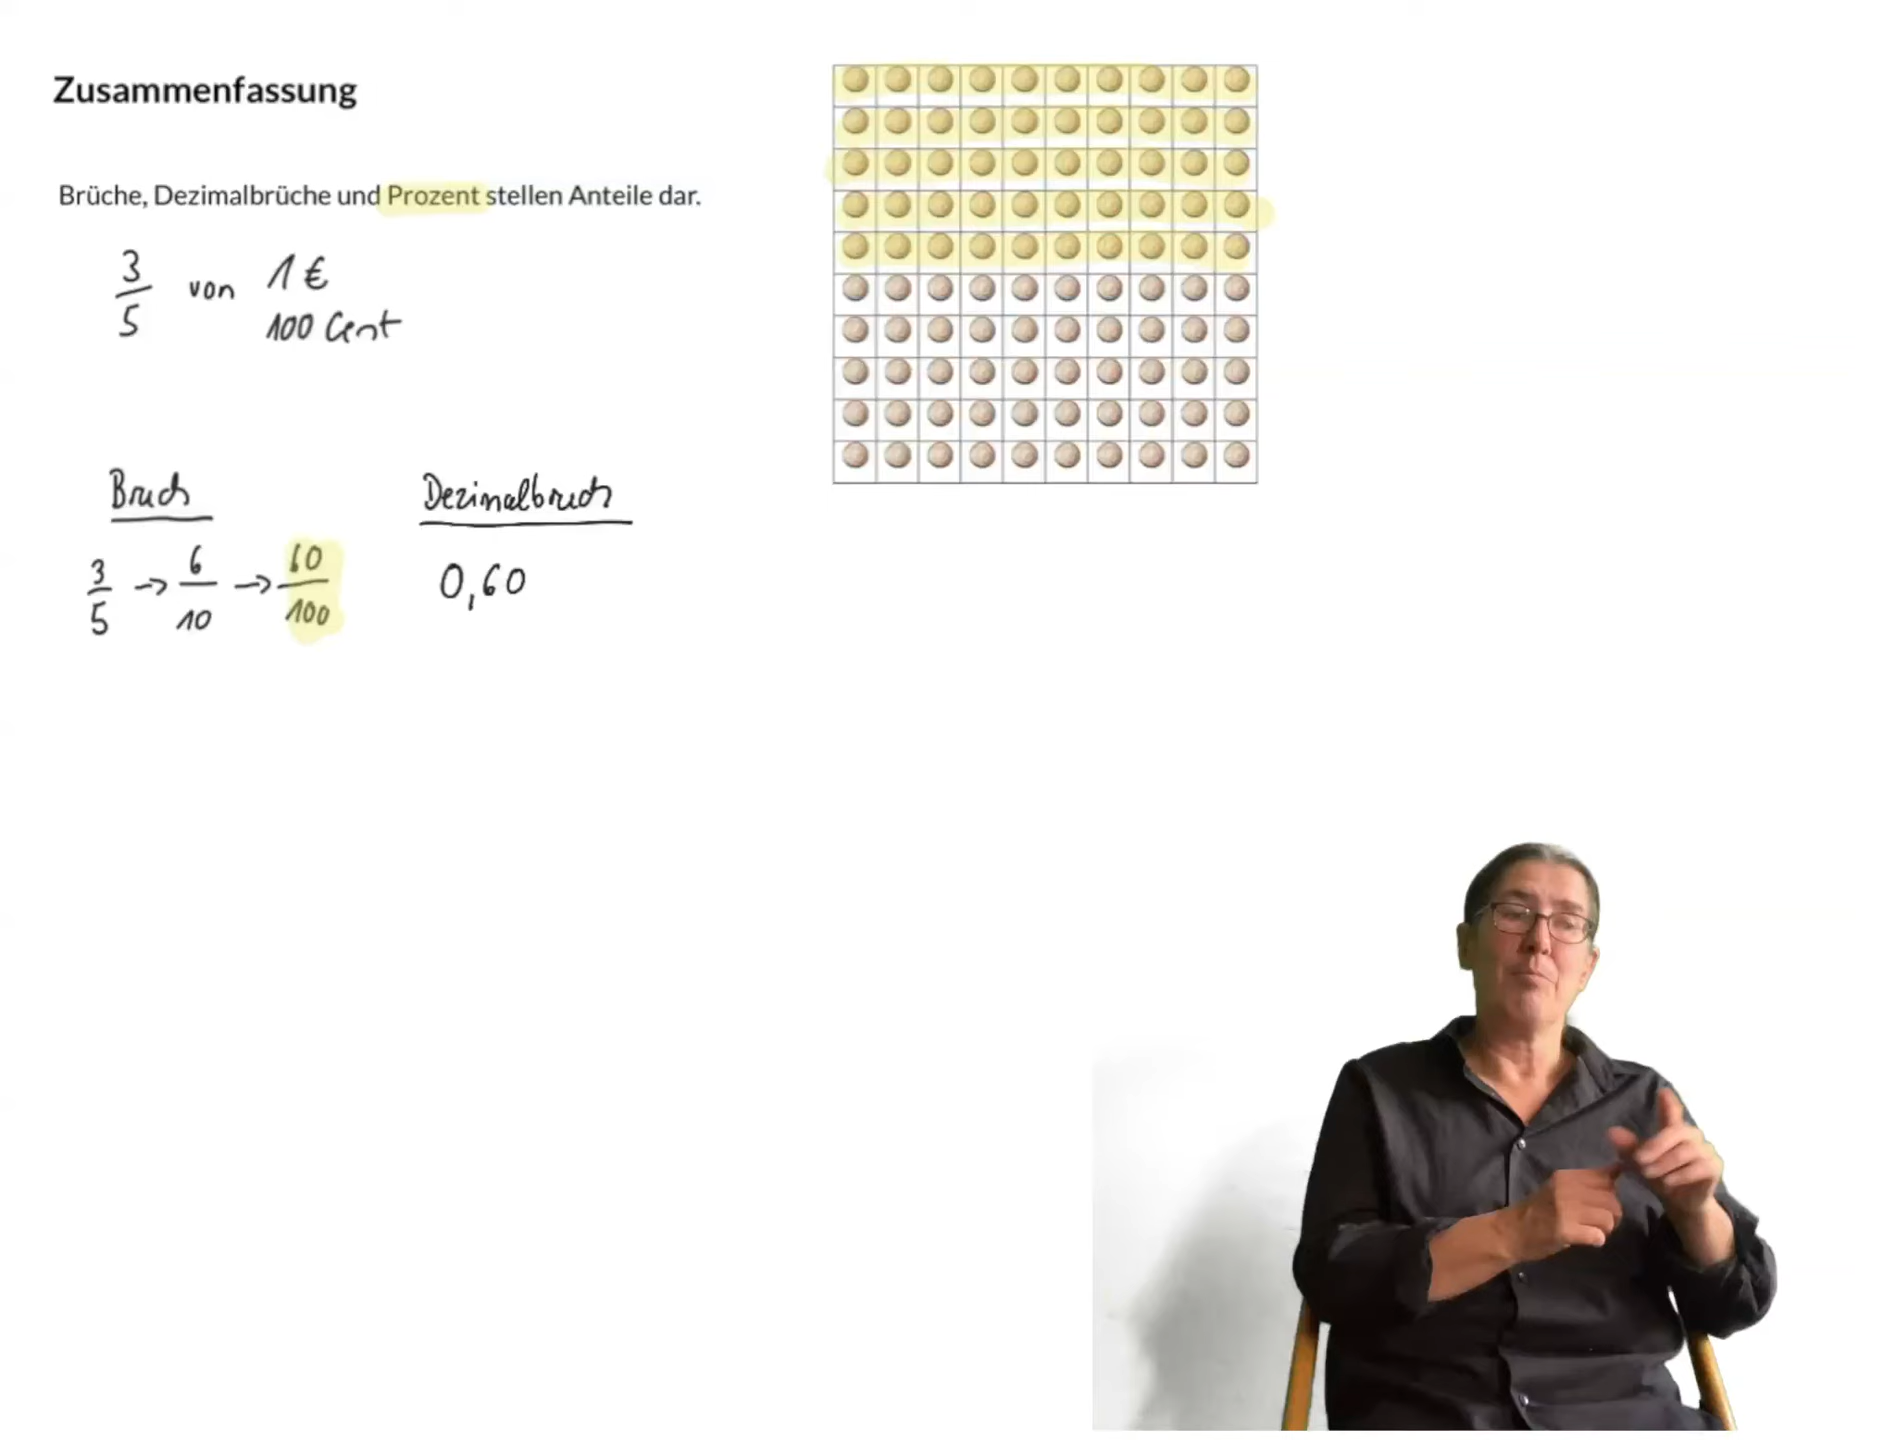 Zusammenfassung
Brüche, Dezimalbrüche und Prozent stellen Anteile dar.
3/5 von 1 €
100 Cent
Bruch Dezimalbruch
3/5 → 6/10 → 60/100 0,60